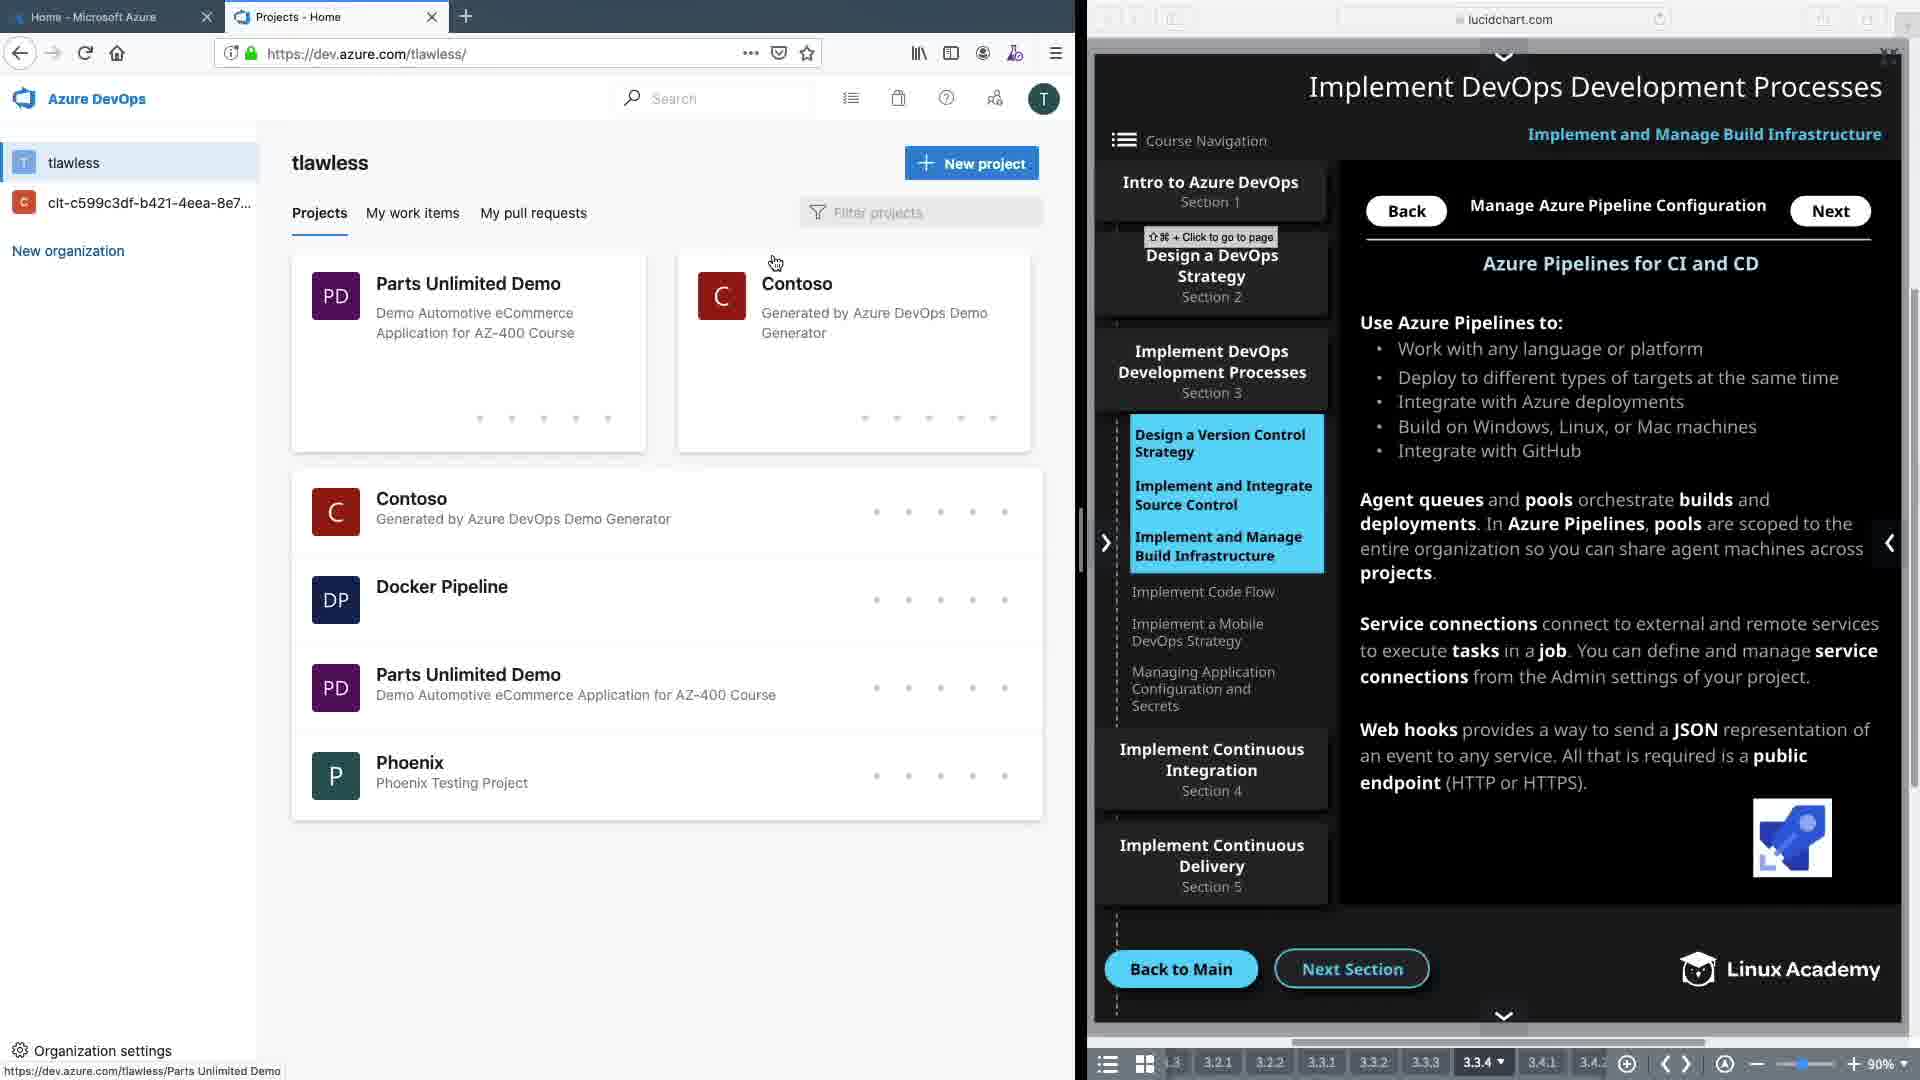 Home - Microsoft Azure
Projects - Home
https://dev.azure.com/tlawless/
Azure DevOps
Search
T
T
tlawless
C
clt-c599c3df-b421-4eea-8e7...
New organization
tlawless
New project
Projects
My work items
My pull requests
Filter projects
PD
Parts Unlimited Demo
Demo Automotive eCommerce
Application for AZ-400 Course
C
Contoso
Generated by Azure DevOps Demo
Generator
C
Contoso
Generated by Azure DevOps Demo Generator
DP
Docker Pipeline
PD
Parts Unlimited Demo
Demo Automotive eCommerce Application for AZ-400 Course
P
Phoenix
Phoenix Testing Project
Organization settings
https://dev.azure.com/tlawless/Parts Unlimited Demo
lucidchart.com
Implement DevOps Development Processes
Course Navigation
Implement and Manage Build Infrastructure
Intro to Azure DevOps
Section 1
⇧⌘ + Click to go to page
Design a DevOps
Strategy
Section 2
Implement DevOps
Development Processes
Section 3
Design a Version Control
Strategy
Implement and Integrate
Source Control
Implement and Manage
Build Infrastructure
Implement Code Flow
Implement a Mobile
DevOps Strategy
Managing Application
Configuration and
Secrets
Implement Continuous
Integration
Section 4
Implement Continuous
Delivery
Section 5
Back
Manage Azure Pipeline Configuration
Next
Azure Pipelines for CI and CD
Use Azure Pipelines to:
• Work with any language or platform
• Deploy to different types of targets at the same time
• Integrate with Azure deployments
• Build on Windows, Linux, or Mac machines
• Integrate with GitHub
Agent queues and pools orchestrate builds and
deployments. In Azure Pipelines, pools are scoped to the
entire organization so you can share agent machines across
projects.
Service connections connect to external and remote services
to execute tasks in a job. You can define and manage service
connections from the Admin settings of your project.
Web hooks provides a way to send a JSON representation of
an event to any service. All that is required is a public
endpoint (HTTP or HTTPS).
Back to Main
Next Section
Linux Academy
3.2.1
3.2.2
3.3.1
3.3.2
3.3.3
3.3.4
3.4.1
90%